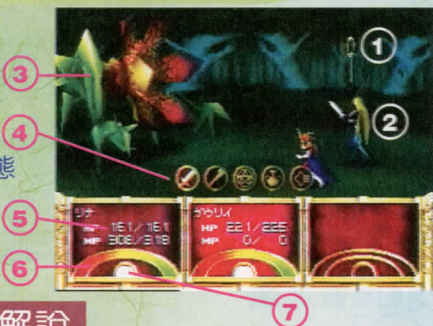 ①
②
③
④
態
⑤
リナ
HP 161/161
MP 308/318
ガウリイ
HP 221/225
MP 0/ 0
⑥
⑦
解説